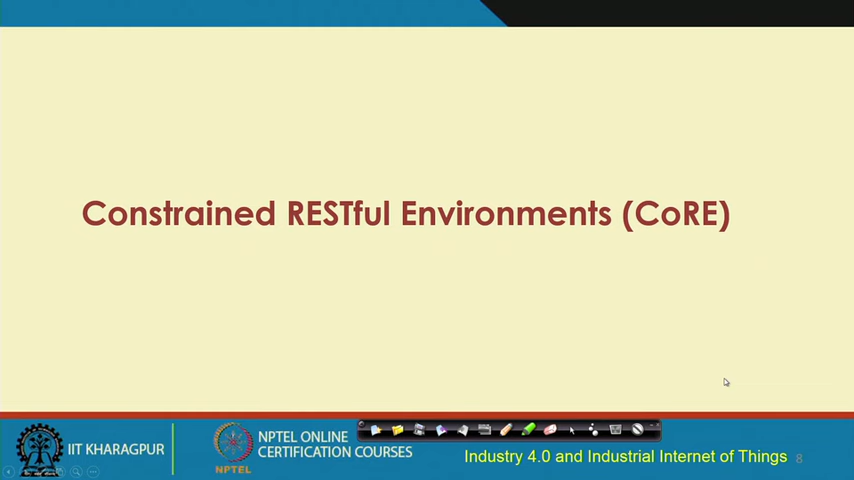 Constrained RESTful Environments (CoRE)
IIT KHARAGPUR
NPTEL
NPTEL ONLINE
CERTIFICATION COURSES
Industry 4.0 and Industrial Internet of Things
8